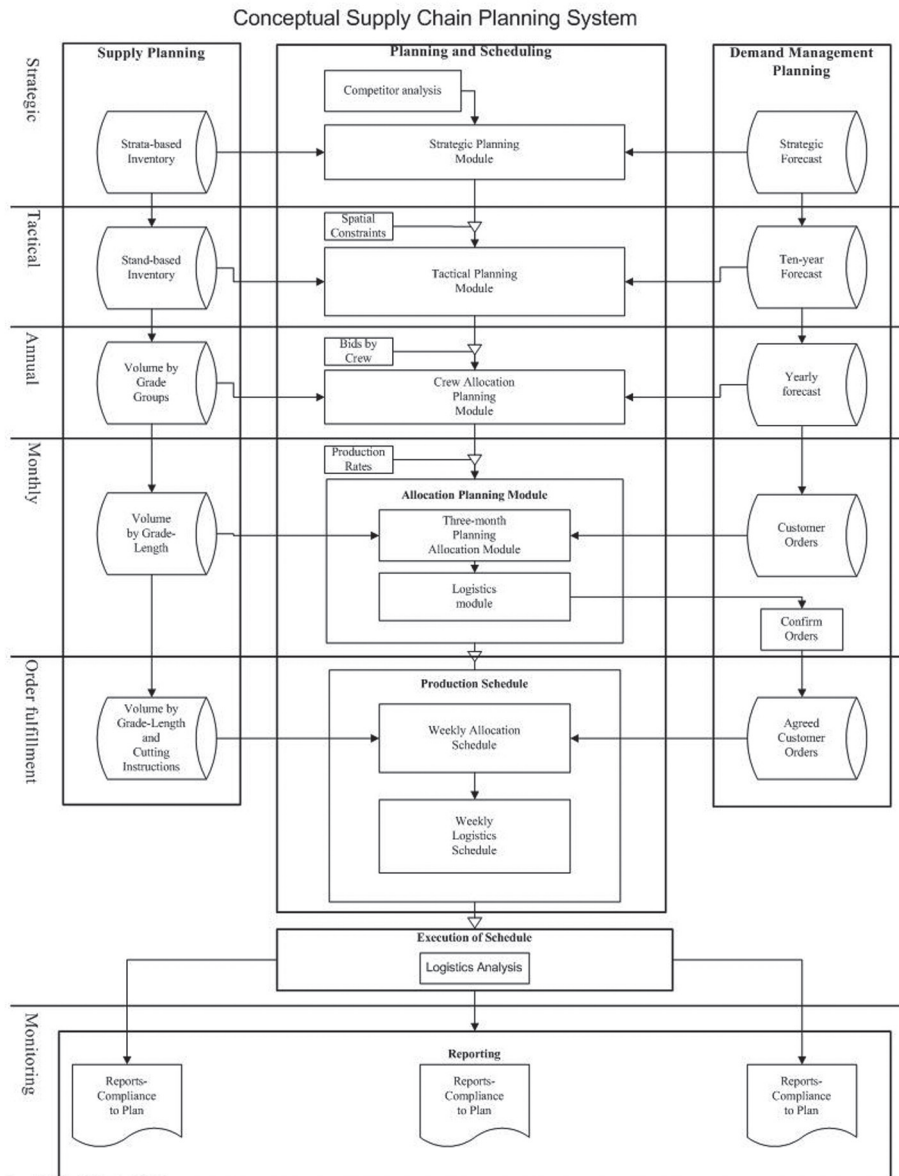 Conceptual Supply Chain Planning System
Supply Planning
Planning and Scheduling
Demand Management
Planning
Strategic
Competitor analysis
Strata-based
Inventory
Strategic Planning
Module
Strategic
Forecast
Tactical
Spatial
Constraints
Stand-based
Inventory
Tactical Planning
Module
Ten-year
Forecast
Annual
Bids by
Crew
Volume by
Grade
Groups
Crew Allocation
Planning
Module
Yearly
forecast
Monthly
Production
Rates
Allocation Planning Module
Volume
by Grade-
Length
Three-month
Planning
Allocation Module
Customer
Orders
Logistics
module
Confirm
Orders
Order fulfillment
Production Schedule
Volume by
Grade-Length
and
Cutting
Instructions
Weekly Allocation
Schedule
Agreed
Customer
Orders
Weekly
Logistics
Schedule
Execution of Schedule
Logistics Analysis
Monitoring
Reporting
Reports-
Compliance
to Plan
Reports-
Compliance
to Plan
Reports-
Compliance
to Plan